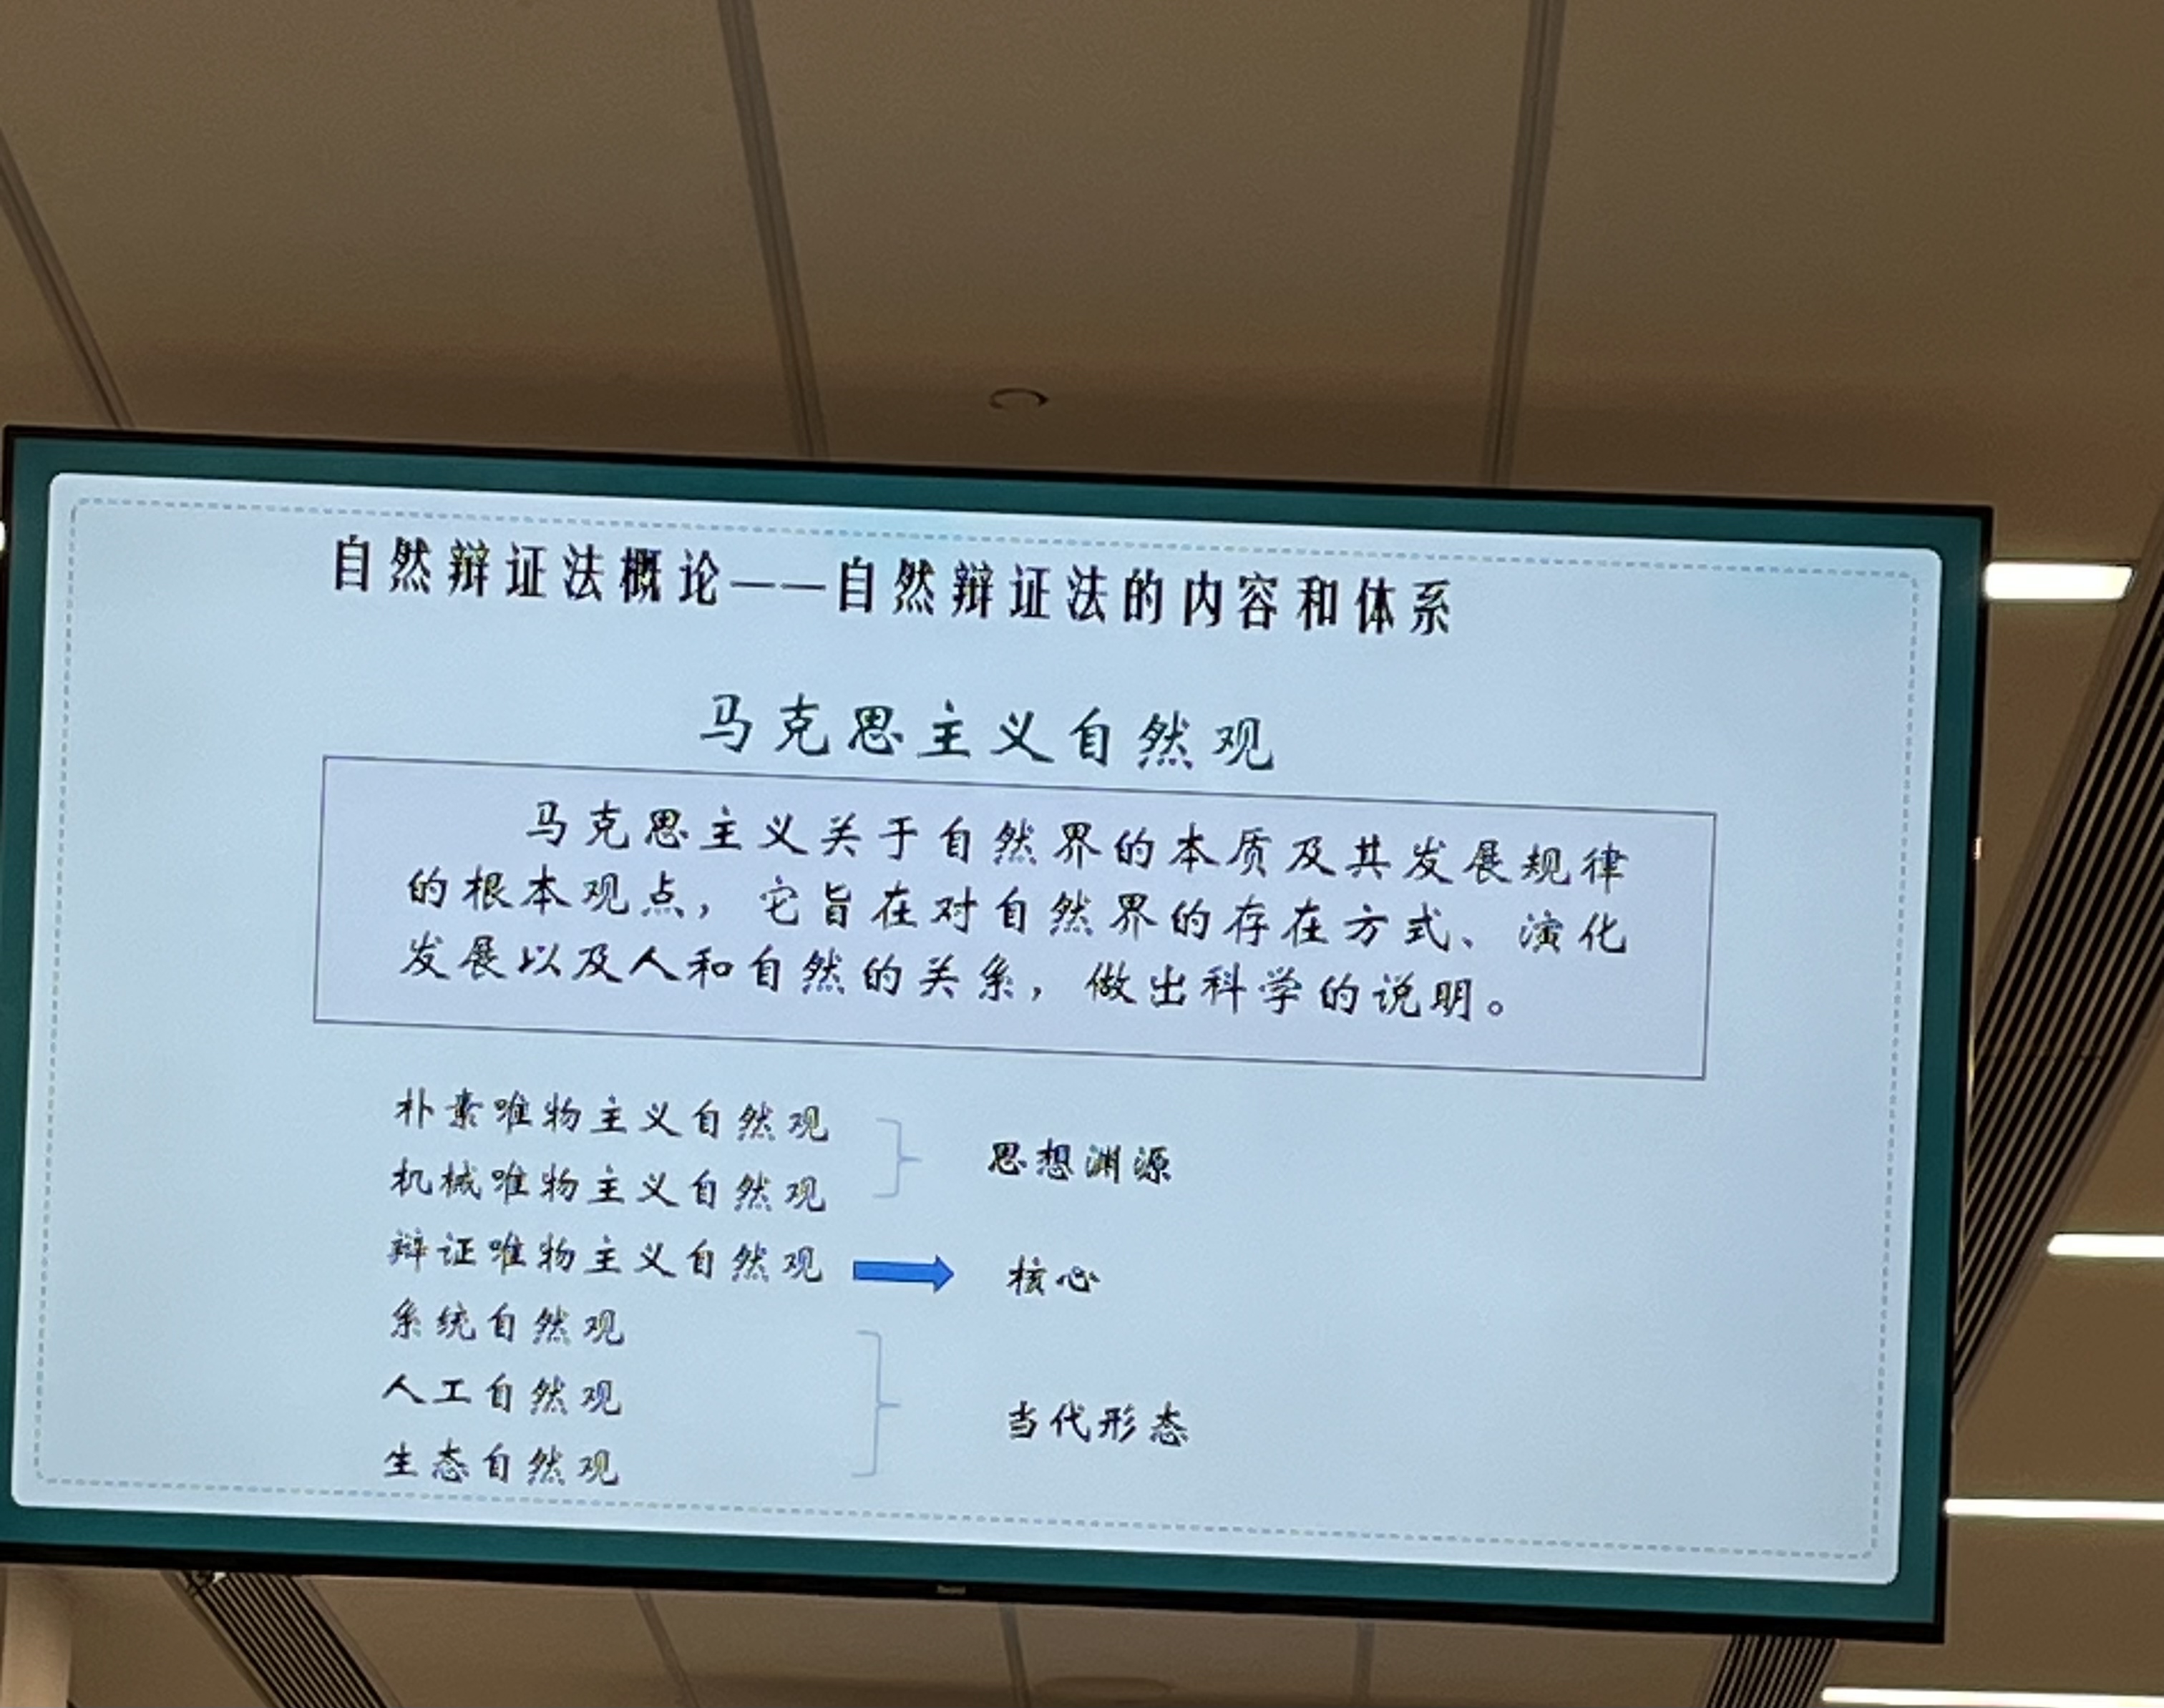 自然辩证法概论——自然辩证法的内容和体系
马克思主义自然观
马克思主义关于自然界的本质及其发展规律
的根本观点，它旨在对自然界的存在方式、演化
发展以及人和自然的关系，做出科学的说明。
朴素唯物主义自然观
机械唯物主义自然观
思想渊源
辩证唯物主义自然观
核心
系统自然观
人工自然观
生态自然观
当代形态